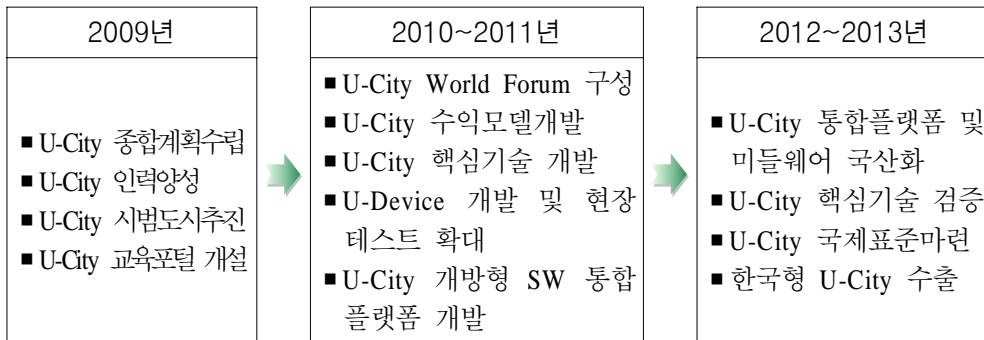 2009년
■ U-City 종합계획수립
■ U-City 인력양성
■ U-City 시범도시추진
■ U-City 교육포털 개설
2010~2011년
■ U-City World Forum 구성
■ U-City 수익모델개발
■ U-City 핵심기술 개발
■ U-Device 개발 및 현장
테스트 확대
■ U-City 개방형 SW 통합
플랫폼 개발
2012~2013년
■ U-City 통합플랫폼 및
미들웨어 국산화
■ U-City 핵심기술 검증
■ U-City 국제표준마련
■ 한국형 U-City 수출